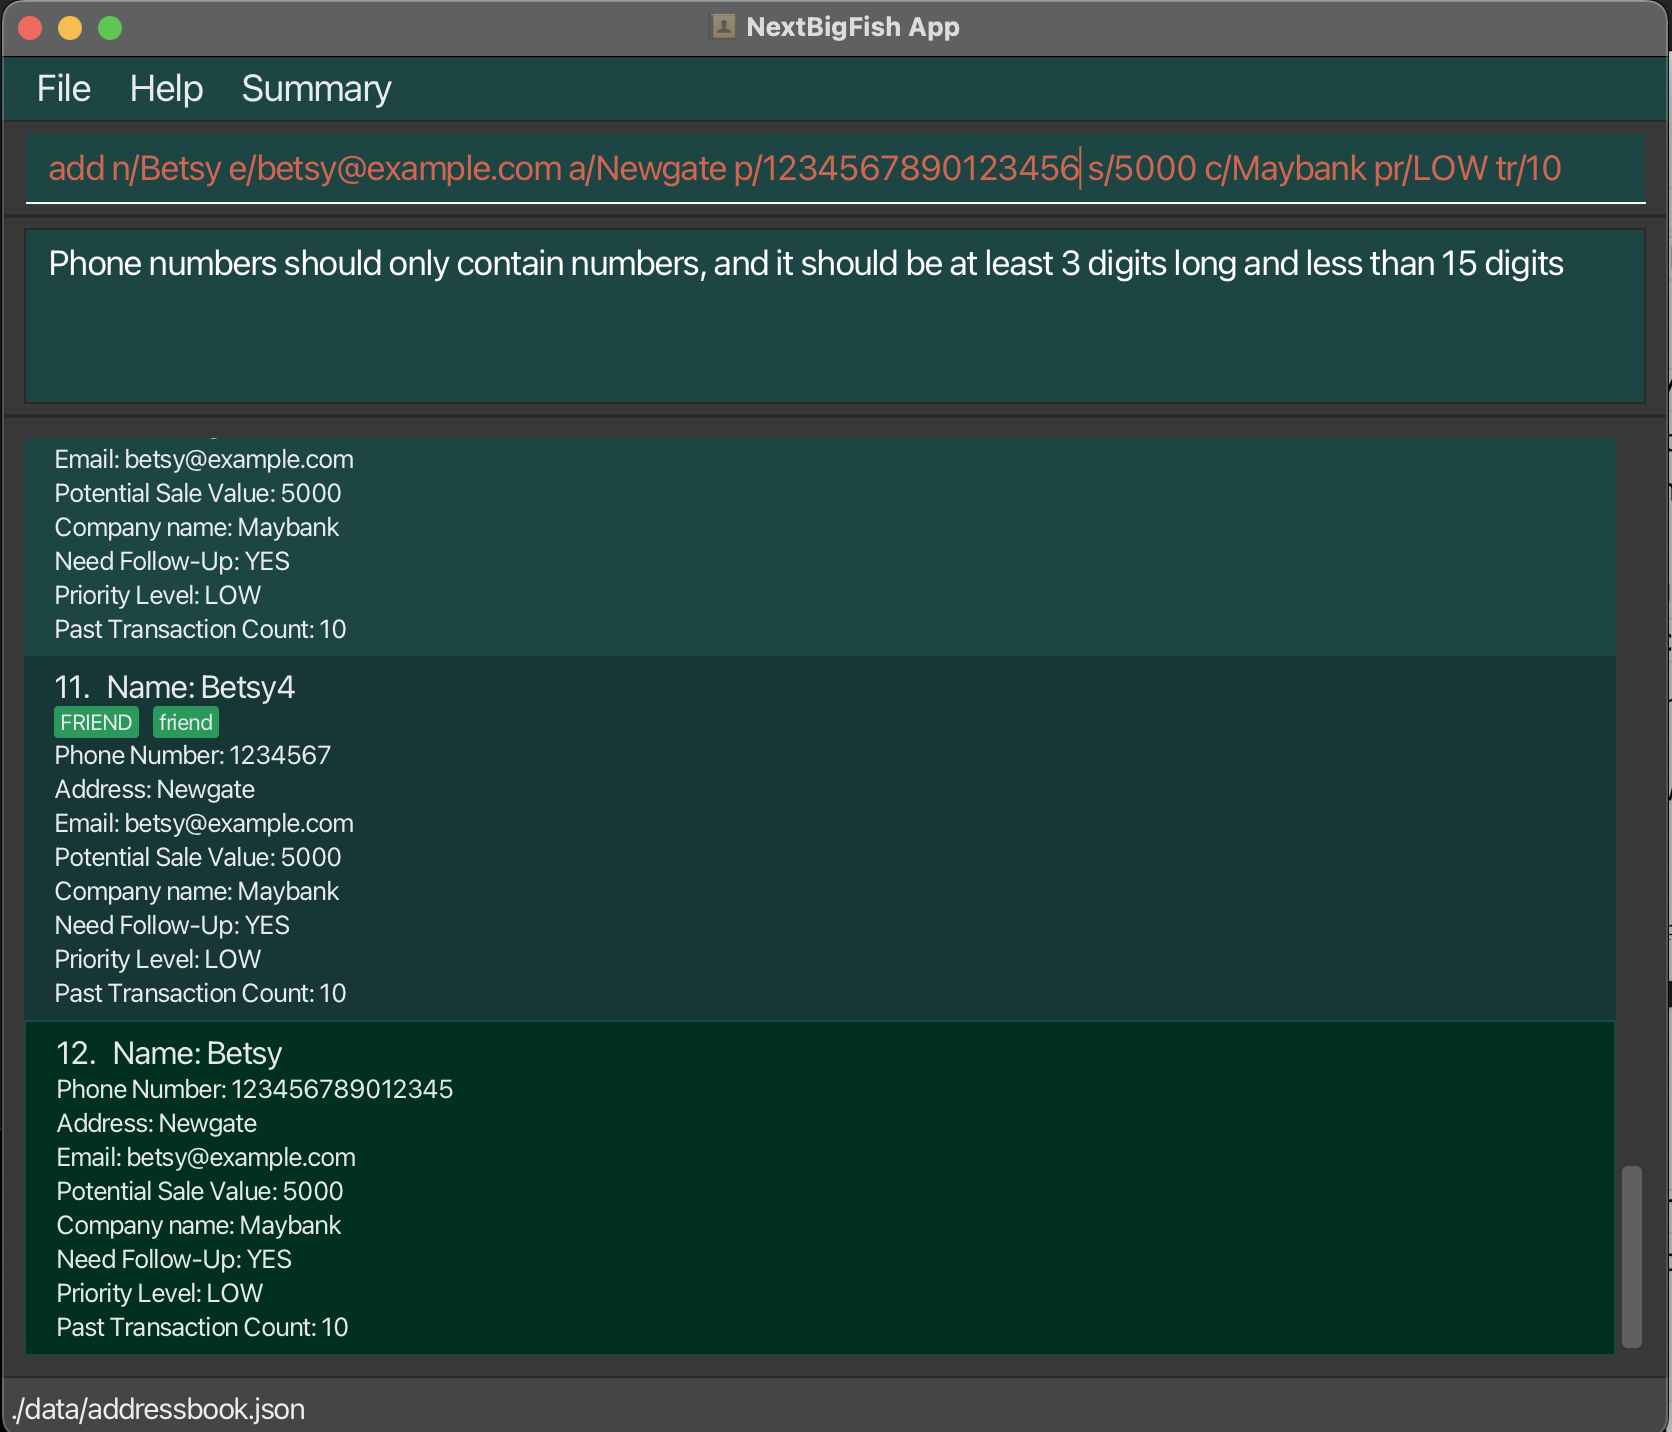 NextBigFish App
File Help Summary
add n/Betsy e/betsy@example.com a/Newgate p/1234567890123456 s/5000 c/Maybank pr/LOW tr/10
Phone numbers should only contain numbers, and it should be at least 3 digits long and less than 15 digits
Email: betsy@example.com
Potential Sale Value: 5000
Company name: Maybank
Need Follow-Up: YES
Priority Level: LOW
Past Transaction Count: 10
11. Name: Betsy4
FRIEND friend
Phone Number: 1234567
Address: Newgate
Email: betsy@example.com
Potential Sale Value: 5000
Company name: Maybank
Need Follow-Up: YES
Priority Level: LOW
Past Transaction Count: 10
12. Name: Betsy
Phone Number: 123456789012345
Address: Newgate
Email: betsy@example.com
Potential Sale Value: 5000
Company name: Maybank
Need Follow-Up: YES
Priority Level: LOW
Past Transaction Count: 10
./data/addressbook.json